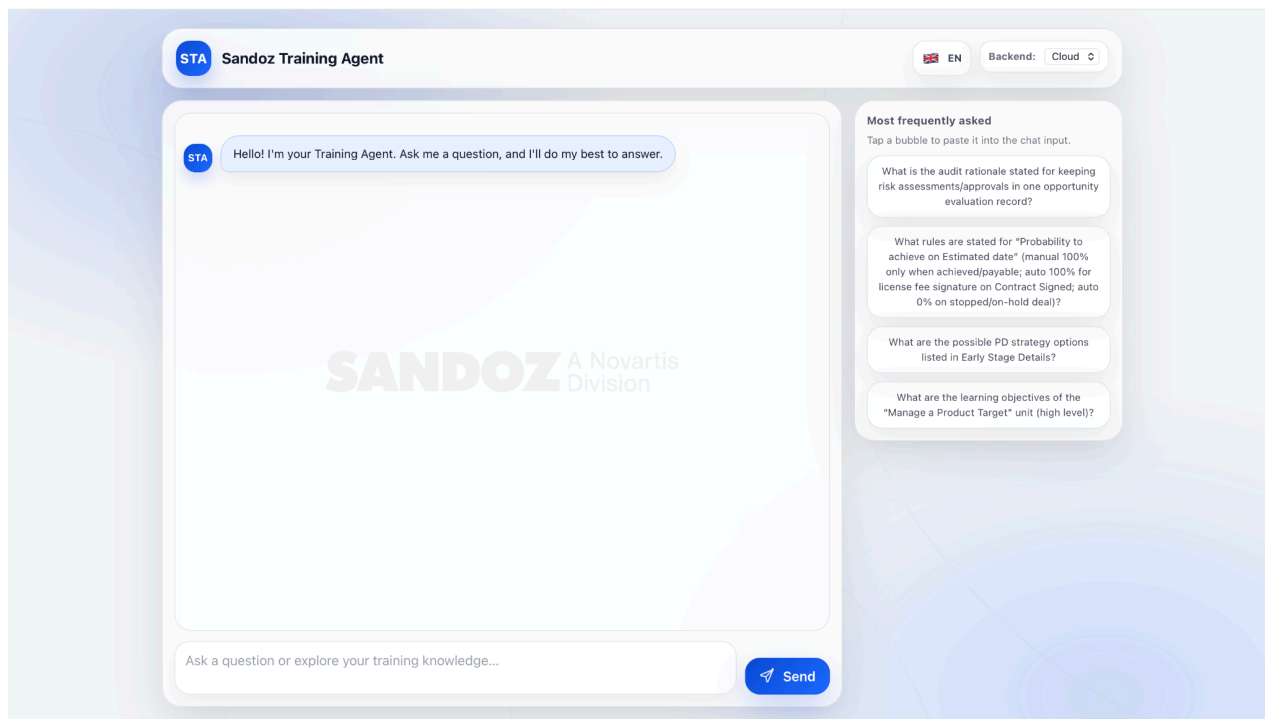 STA
Sandoz Training Agent
🇬🇧 EN
Backend: Cloud
STA
Hello! I'm your Training Agent. Ask me a question, and I'll do my best to answer.
SANDOZ A Novartis
Division
Ask a question or explore your training knowledge...
Send
Most frequently asked
Tap a bubble to paste it into the chat input.
What is the audit rationale stated for keeping
risk assessments/approvals in one opportunity
evaluation record?
What rules are stated for “Probability to
achieve on Estimated date” (manual 100%
only when achieved/payable; auto 100% for
license fee signature on Contract Signed; auto
0% on stopped/on-hold deal)?
What are the possible PD strategy options
listed in Early Stage Details?
What are the learning objectives of the
“Manage a Product Target” unit (high level)?